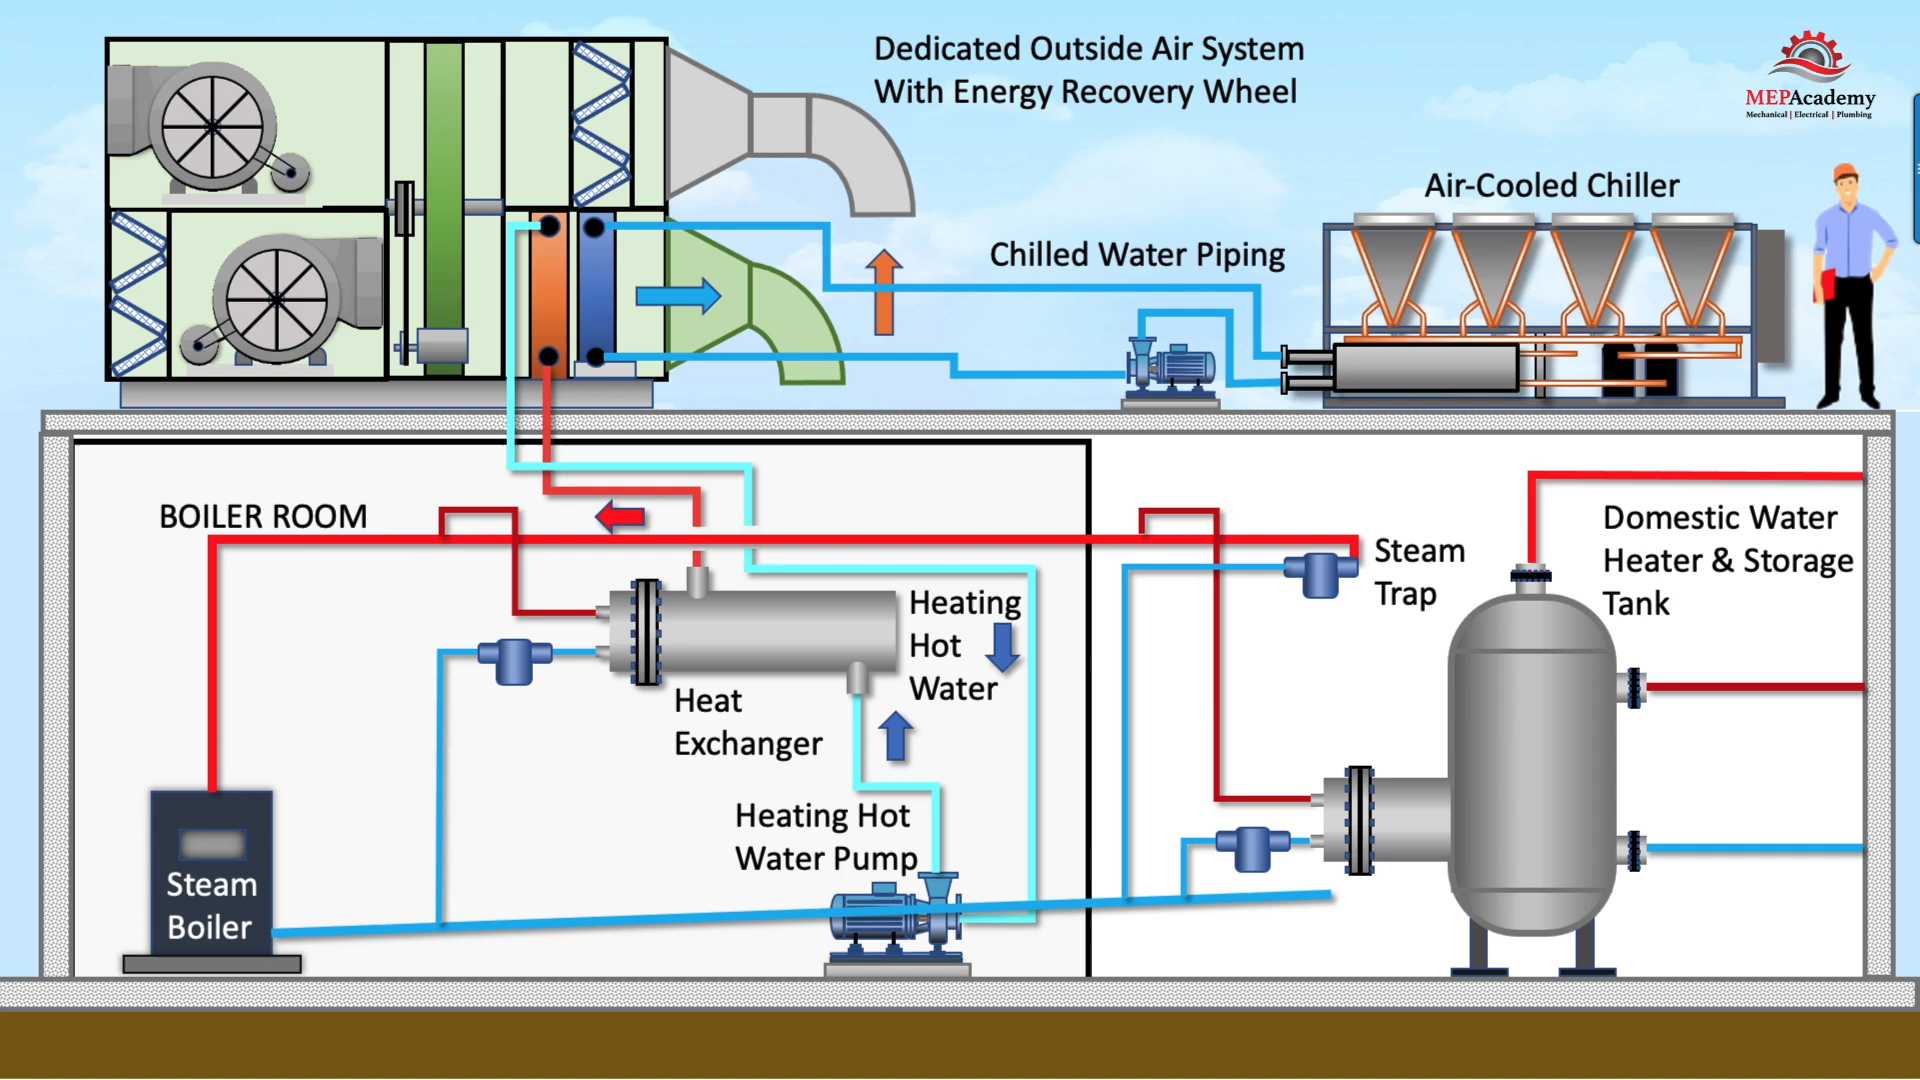 Dedicated Outside Air System
With Energy Recovery Wheel
MEPAcademy
Mechanical | Electrical | Plumbing
Air-Cooled Chiller
Chilled Water Piping
BOILER ROOM
Steam
Trap
Domestic Water
Heater & Storage
Tank
Heating
Hot
Water
Heat
Exchanger
Heating Hot
Water Pump
Steam
Boiler